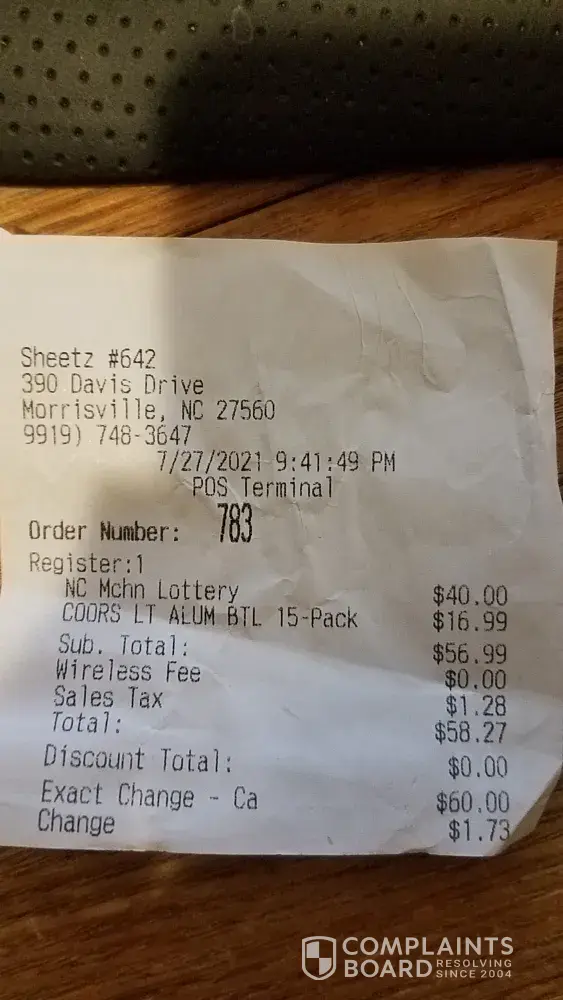 Sheetz #642
390 Davis Drive
Morrisville, NC 27560
9919) 748-3647
7/27/2021 9:41:49 PM
POS Terminal
Order Number: 783
Register:1
NC Mchn Lottery $40.00
COORS LT ALUM BTL 15-Pack $16.99
Sub. Total: $56.99
Wireless Fee $0.00
Sales Tax $1.28
Total: $58.27
Discount Total: $0.00
Exact Change - Ca $60.00
Change $1.73
COMPLAINTS
BOARD RESOLVING
SINCE 2004